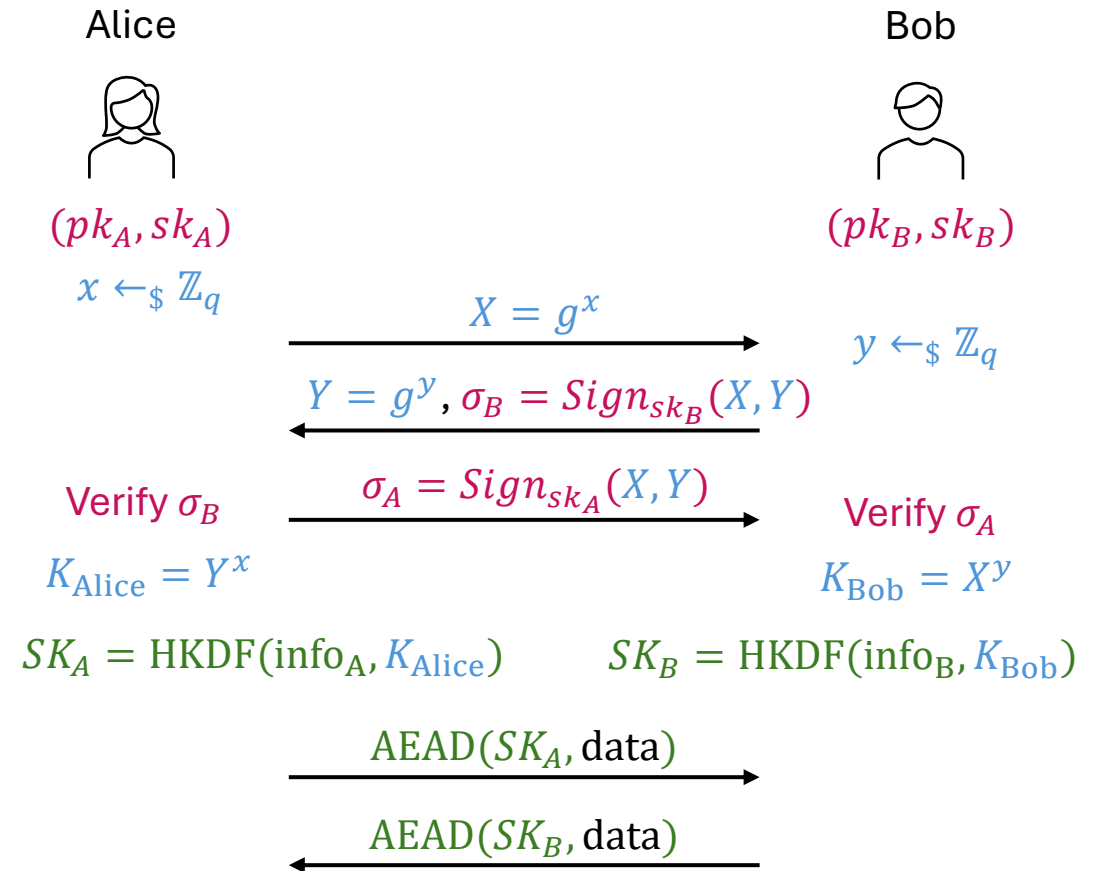 Alice Bob
(pk_A, sk_A) (pk_B, sk_B)
x ←_$ ℤ_q
X = g^x
y ←_$ ℤ_q
Y = g^y, σ_B = Sign_{sk_B}(X, Y)
σ_A = Sign_{sk_A}(X, Y)
Verify σ_B Verify σ_A
K_Alice = Y^x K_Bob = X^y
SK_A = HKDF(info_A, K_Alice) SK_B = HKDF(info_B, K_Bob)
AEAD(SK_A, data)
AEAD(SK_B, data)